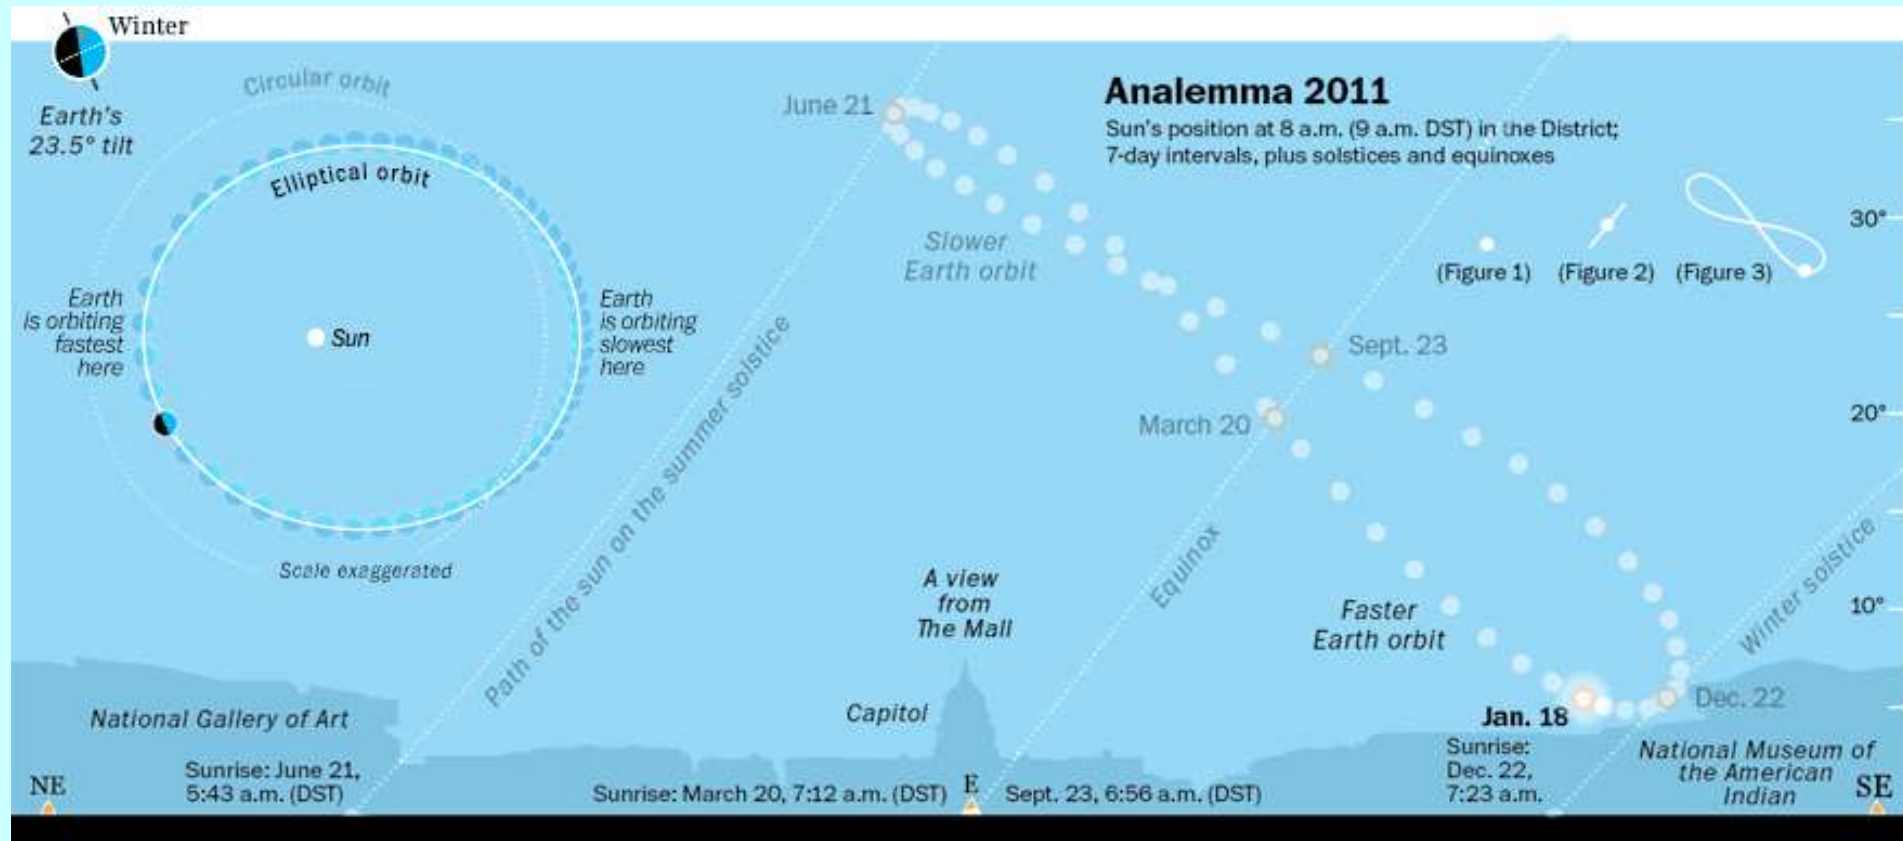 Winter
Earth's
23.5° tilt
Circular orbit
Elliptical orbit
Earth
is orbiting
fastest
here
Sun
Earth
is orbiting
slowest
here
Scale exaggerated
Path of the sun on the summer solstice
June 21
Slower
Earth orbit
Analemma 2011
Sun's position at 8 a.m. (9 a.m. DST) in the District;
7-day intervals, plus solstices and equinoxes
(Figure 1)
(Figure 2)
(Figure 3)
30°
20°
10°
Sept. 23
March 20
Equinox
Faster
Earth orbit
Winter solstice
A view
from
The Mall
Capitol
National Gallery of Art
Jan. 18
Dec. 22
National Museum of
the American
Indian
NE
Sunrise: June 21,
5:43 a.m. (DST)
Sunrise: March 20, 7:12 a.m. (DST)
E
Sept. 23, 6:56 a.m. (DST)
Sunrise:
Dec. 22,
7:23 a.m.
SE